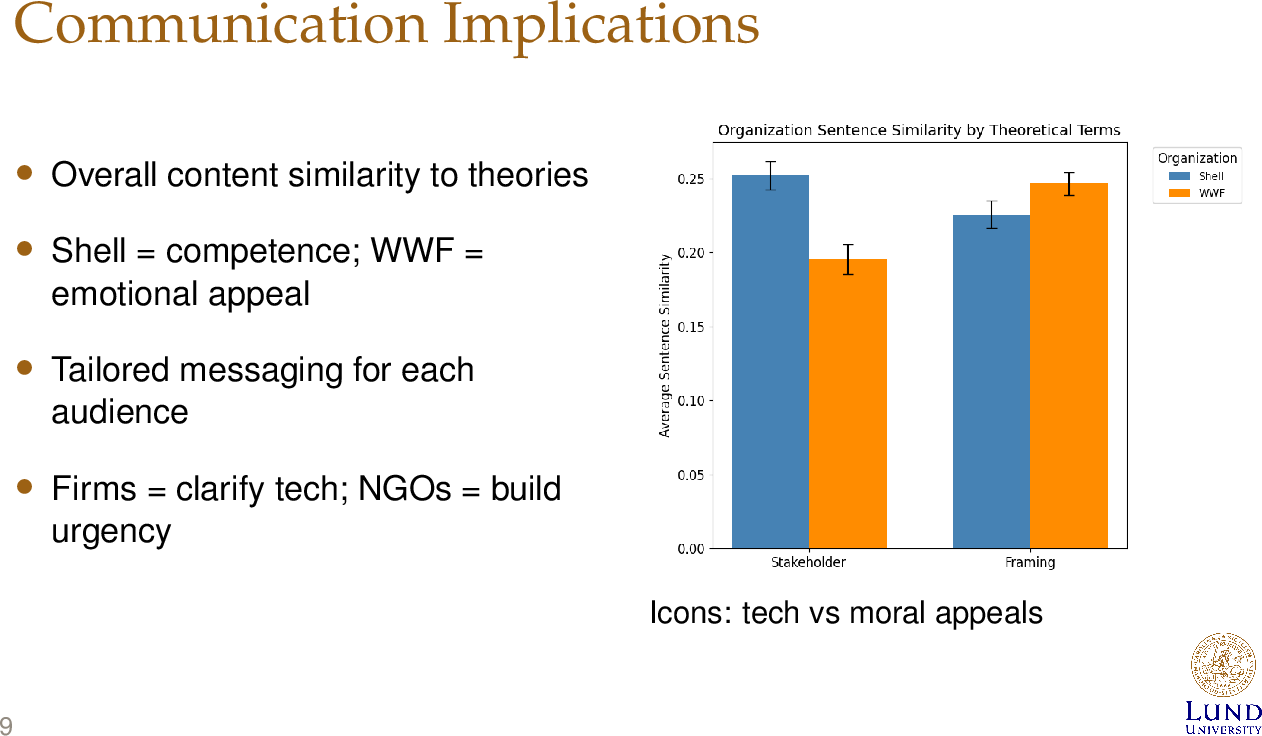 Communication Implications
Overall content similarity to theories
Shell = competence; WWF =
emotional appeal
Tailored messaging for each
audience
Firms = clarify tech; NGOs = build
urgency
Organization Sentence Similarity by Theoretical Terms
Average Sentence Similarity
0.25
0.20
0.15
0.10
0.05
0.00
Stakeholder
Framing
Organization
Shell
WWF
Icons: tech vs moral appeals
LUND
UNIVERSITY
9